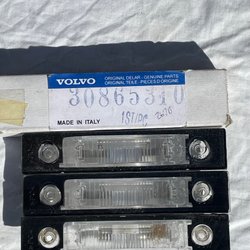 VOLVO
ORIGINAL DELAR - GENUINE PARTS
ORIGINAL TEILE - PIECES D'ORIGINE
30865310
MADE IN ITALY